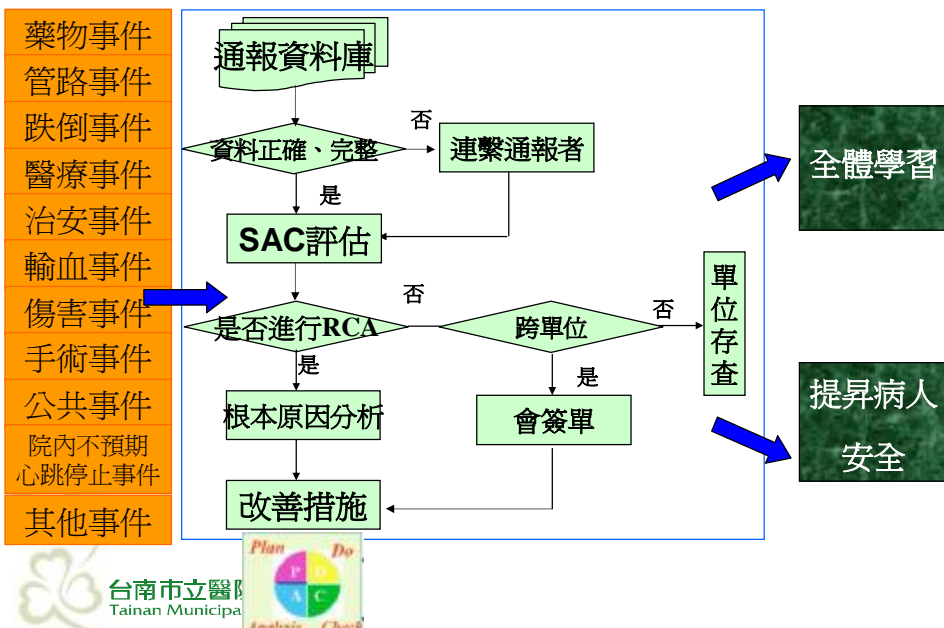 藥物事件
管路事件
跌倒事件
醫療事件
治安事件
輸血事件
傷害事件
手術事件
公共事件
院內不預期
心跳停止事件
其他事件
通報資料庫
資料正確、完整
否
連繫通報者
是
SAC評估
是否進行RCA
否
跨單位
否
單位存查
是
根本原因分析
是
會簽單
改善措施
全體學習
提昇病人
安全
Plan
Do
P
D
A
C
Analysis
Check
台南市立醫
Tainan Municipa